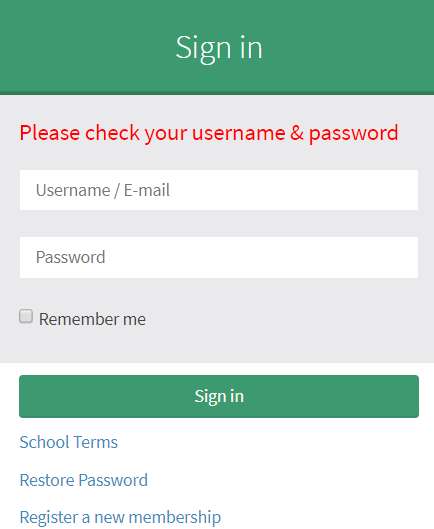 Sign in
Please check your username & password
Username / E-mail
Password
Remember me
Sign in
School Terms
Restore Password
Register a new membership